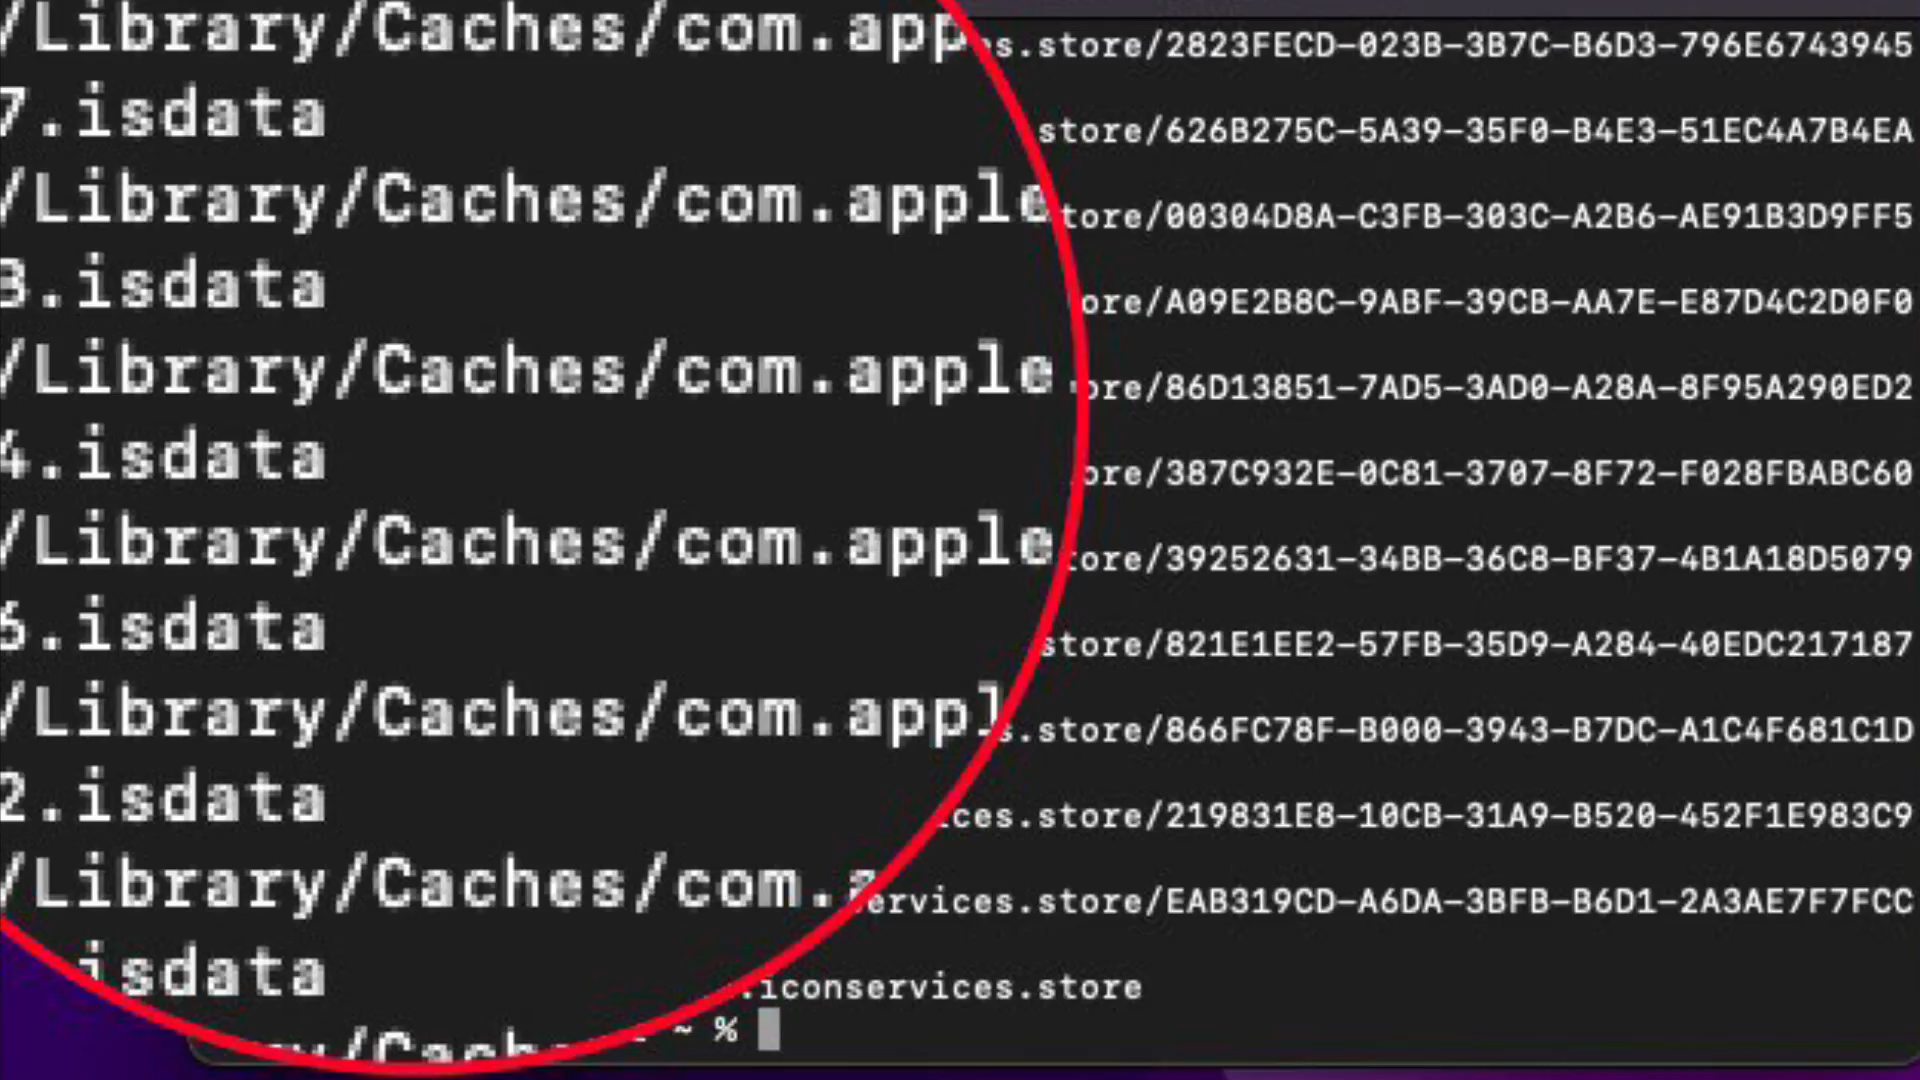 /Library/Caches/com.app s.store/2823FECD-023B-3B7C-B6D3-796E6743945
7.isdata
store/626B275C-5A39-35F0-B4E3-51EC4A7B4EA
/Library/Caches/com.apple tore/00304D8A-C3FB-303C-A2B6-AE91B3D9FF5
3.isdata
ore/A09E2B8C-9ABF-39CB-AA7E-E87D4C2D0F0
/Library/Caches/com.apple ore/86D13851-7AD5-3AD0-A28A-8F95A290ED2
4.isdata
ore/387C932E-0C81-3707-8F72-F028FBABC60
/Library/Caches/com.apple tore/39252631-34BB-36C8-BF37-4B1A18D5079
6.isdata
store/821E1EE2-57FB-35D9-A284-40EDC217187
/Library/Caches/com.appl s.store/866FC78F-B000-3943-B7DC-A1C4F681C1D
2.isdata
ices.store/219831E8-10CB-31A9-B520-452F1E983C9
/Library/Caches/com.a ervices.store/EAB319CD-A6DA-3BFB-B6D1-2A3AE7F7FCC
isdata
.iconservices.store
~ %